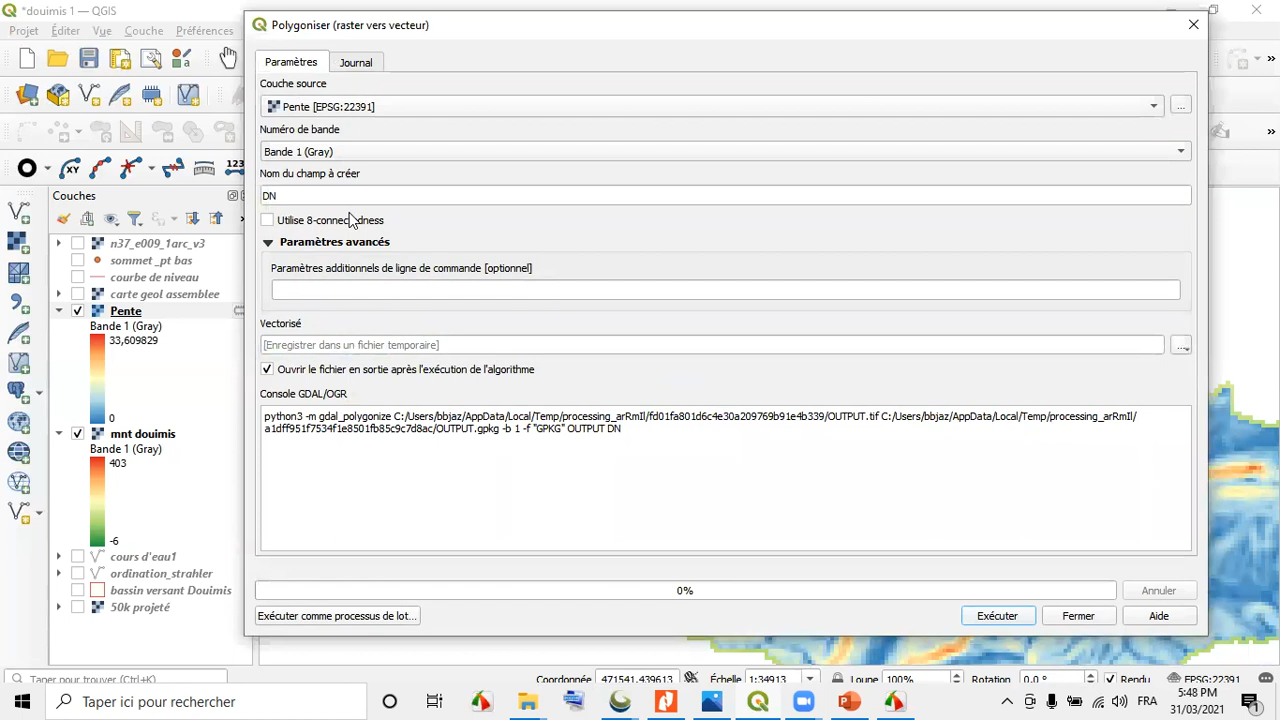 *douimis 1 — QGIS
Polygoniser (raster vers vecteur)
Projet Éditer Vue Couche Préférences
Paramètres Journal
Couche source
Pente [EPSG:22391]
...
Numéro de bande
Bande 1 (Gray)
Nom du champ à créer
DN
Utilise 8-connectedness
Paramètres avancés
Paramètres additionnels de ligne de commande [optionnel]
Vectorisé
[Enregistrer dans un fichier temporaire]
...
Ouvrir le fichier en sortie après l'exécution de l'algorithme
Console GDAL/OGR
python3 -m gdal_polygonize C:/Users/bbjaz/AppData/Local/Temp/processing_arRmIl/fd01fa801d6c4e30a209769b91e4b339/OUTPUT.tif C:/Users/bbjaz/AppData/Local/Temp/processing_arRmIl/
a1dff951f7534f1e8501fb85c9c7d8ac/OUTPUT.gpkg -b 1 -f "GPKG" OUTPUT DN
0%
Annuler
Exécuter comme processus de lot...
Exécuter
Fermer
Aide
123
Couches
n37_e009_1arc_v3
sommet _pt bas
courbe de niveau
carte geol assemblee
Pente
Bande 1 (Gray)
33,609829
0
mnt douimis
Bande 1 (Gray)
403
-6
cours d'eau1
ordination_strahler
bassin versant Douimis
50k projeté
Taper pour trouver (Ctrl+K)
Coordonnée 471541,439613 Échelle 1:34913 Loupe 100% Rotation 0,0 ° Rendu EPSG:22391
Taper ici pour rechercher
FRA
5:48 PM
31/03/2021
1